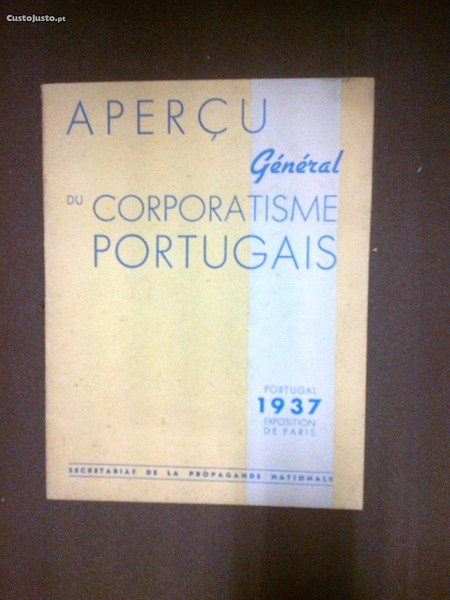 CustoJusto.pt
APERÇU
Général
DU CORPORATISME
PORTUGAIS
PORTUGAL
1937
EXPOSITION
DE PARIS
SECRETARIAT DE LA PROPAGANDE NATIONALE